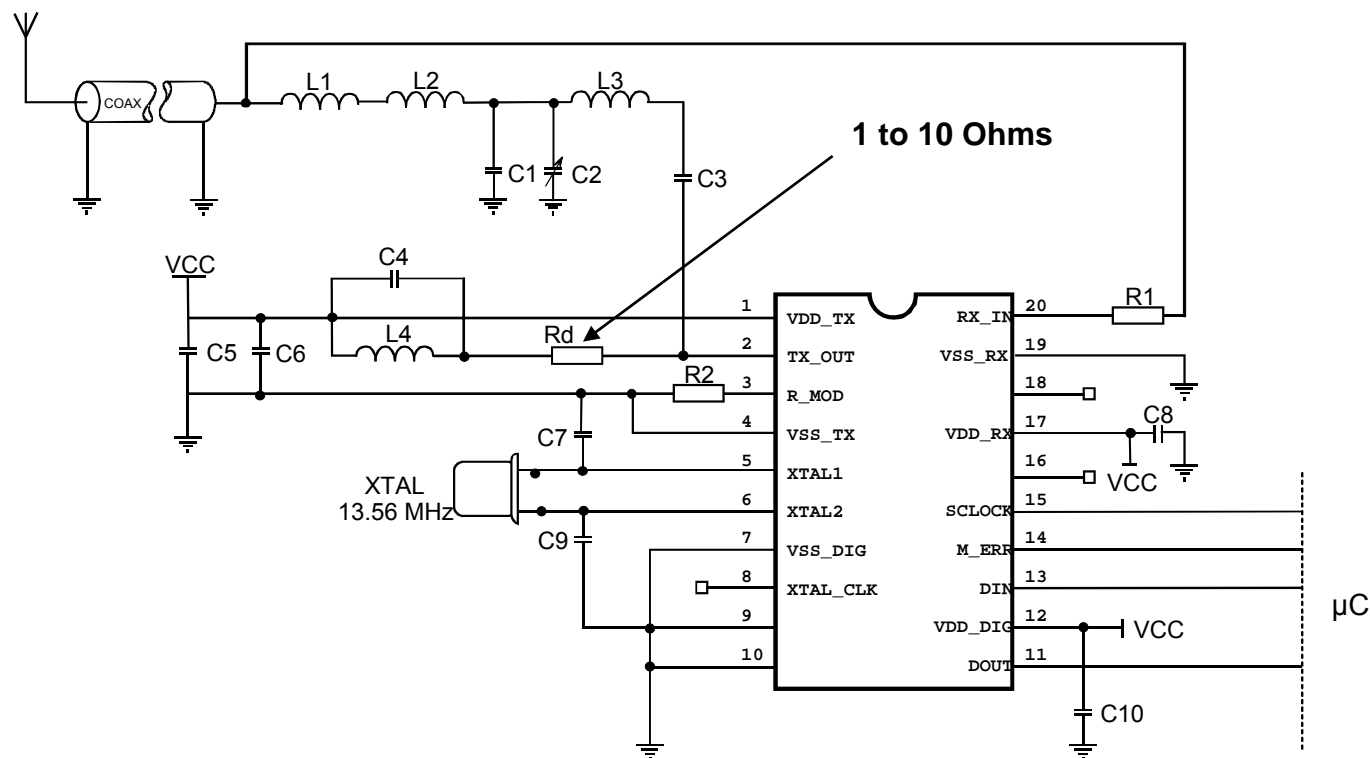 COAX
L1
L2
L3
1 to 10 Ohms
C1
C2
C3
VCC
C4
C5
C6
L4
Rd
R2
C7
XTAL
13.56 MHz
C9
1
2
3
4
5
6
7
8
9
10
VDD_TX
TX_OUT
R_MOD
VSS_TX
XTAL1
XTAL2
VSS_DIG
XTAL_CLK
RX_IN
VSS_RX
VDD_RX
SCLOCK
M_ERR
DIN
VDD_DIG
DOUT
20
19
18
17
16
15
14
13
12
11
R1
C8
VCC
VCC
C10
µC